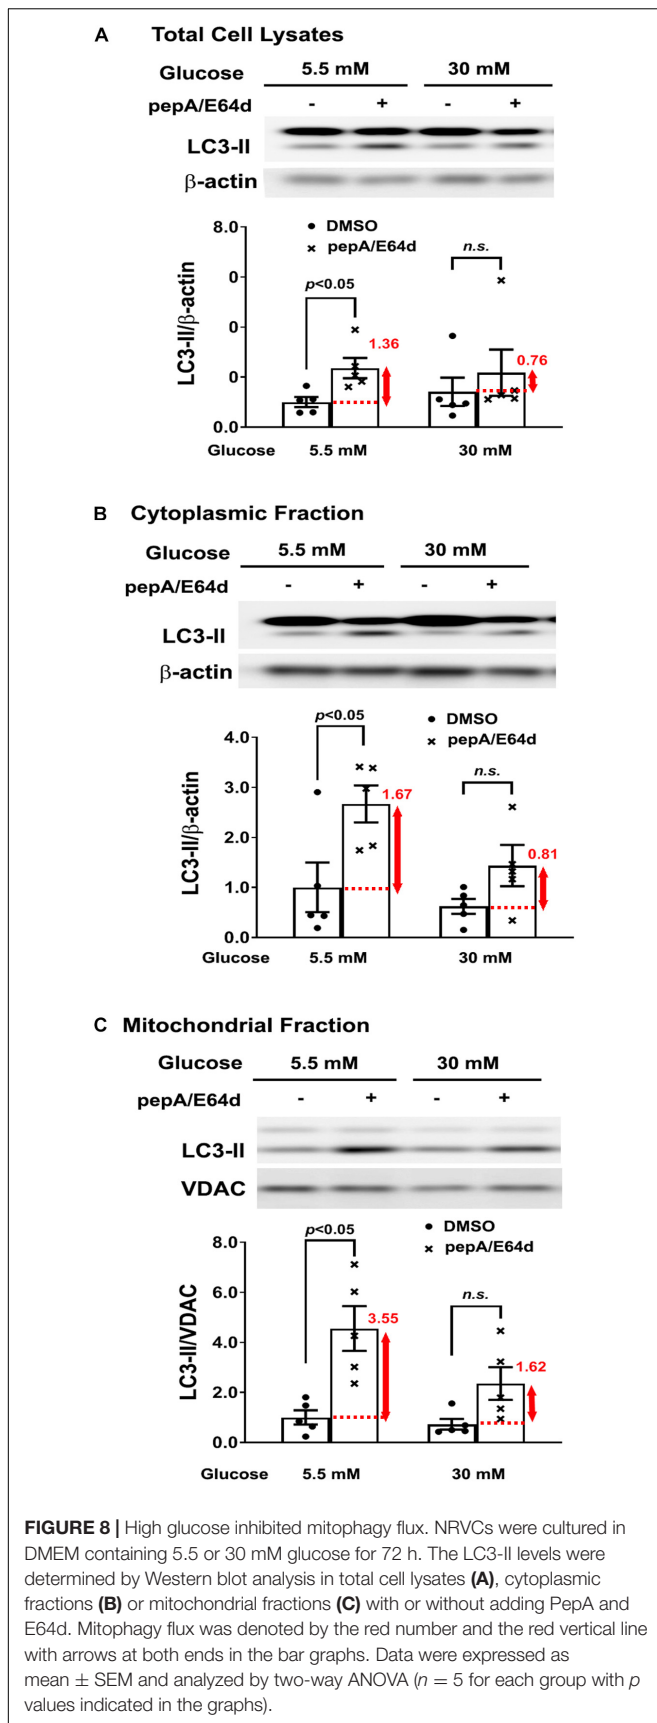 A Total Cell Lysates
Glucose 5.5 mM 30 mM
pepA/E64d - + - +
LC3-II
β-actin
8.0
0
0
0
0.0
LC3-II/β-actin
● DMSO
× pepA/E64d
p<0.05
n.s.
1.36
0.76
Glucose 5.5 mM 30 mM
B Cytoplasmic Fraction
Glucose 5.5 mM 30 mM
pepA/E64d - + - +
LC3-II
β-actin
4.0
3.0
2.0
1.0
0.0
LC3-II/β-actin
● DMSO
× pepA/E64d
p<0.05
n.s.
1.67
0.81
Glucose 5.5 mM 30 mM
C Mitochondrial Fraction
Glucose 5.5 mM 30 mM
pepA/E64d - + - +
LC3-II
VDAC
8.0
6.0
4.0
2.0
0.0
LC3-II/VDAC
● DMSO
× pepA/E64d
p<0.05
n.s.
3.55
1.62
Glucose 5.5 mM 30 mM
FIGURE 8 | High glucose inhibited mitophagy flux. NRVCs were cultured in
DMEM containing 5.5 or 30 mM glucose for 72 h. The LC3-II levels were
determined by Western blot analysis in total cell lysates (A), cytoplasmic
fractions (B) or mitochondrial fractions (C) with or without adding PepA and
E64d. Mitophagy flux was denoted by the red number and the red vertical line
with arrows at both ends in the bar graphs. Data were expressed as
mean ± SEM and analyzed by two-way ANOVA (n = 5 for each group with p
values indicated in the graphs).